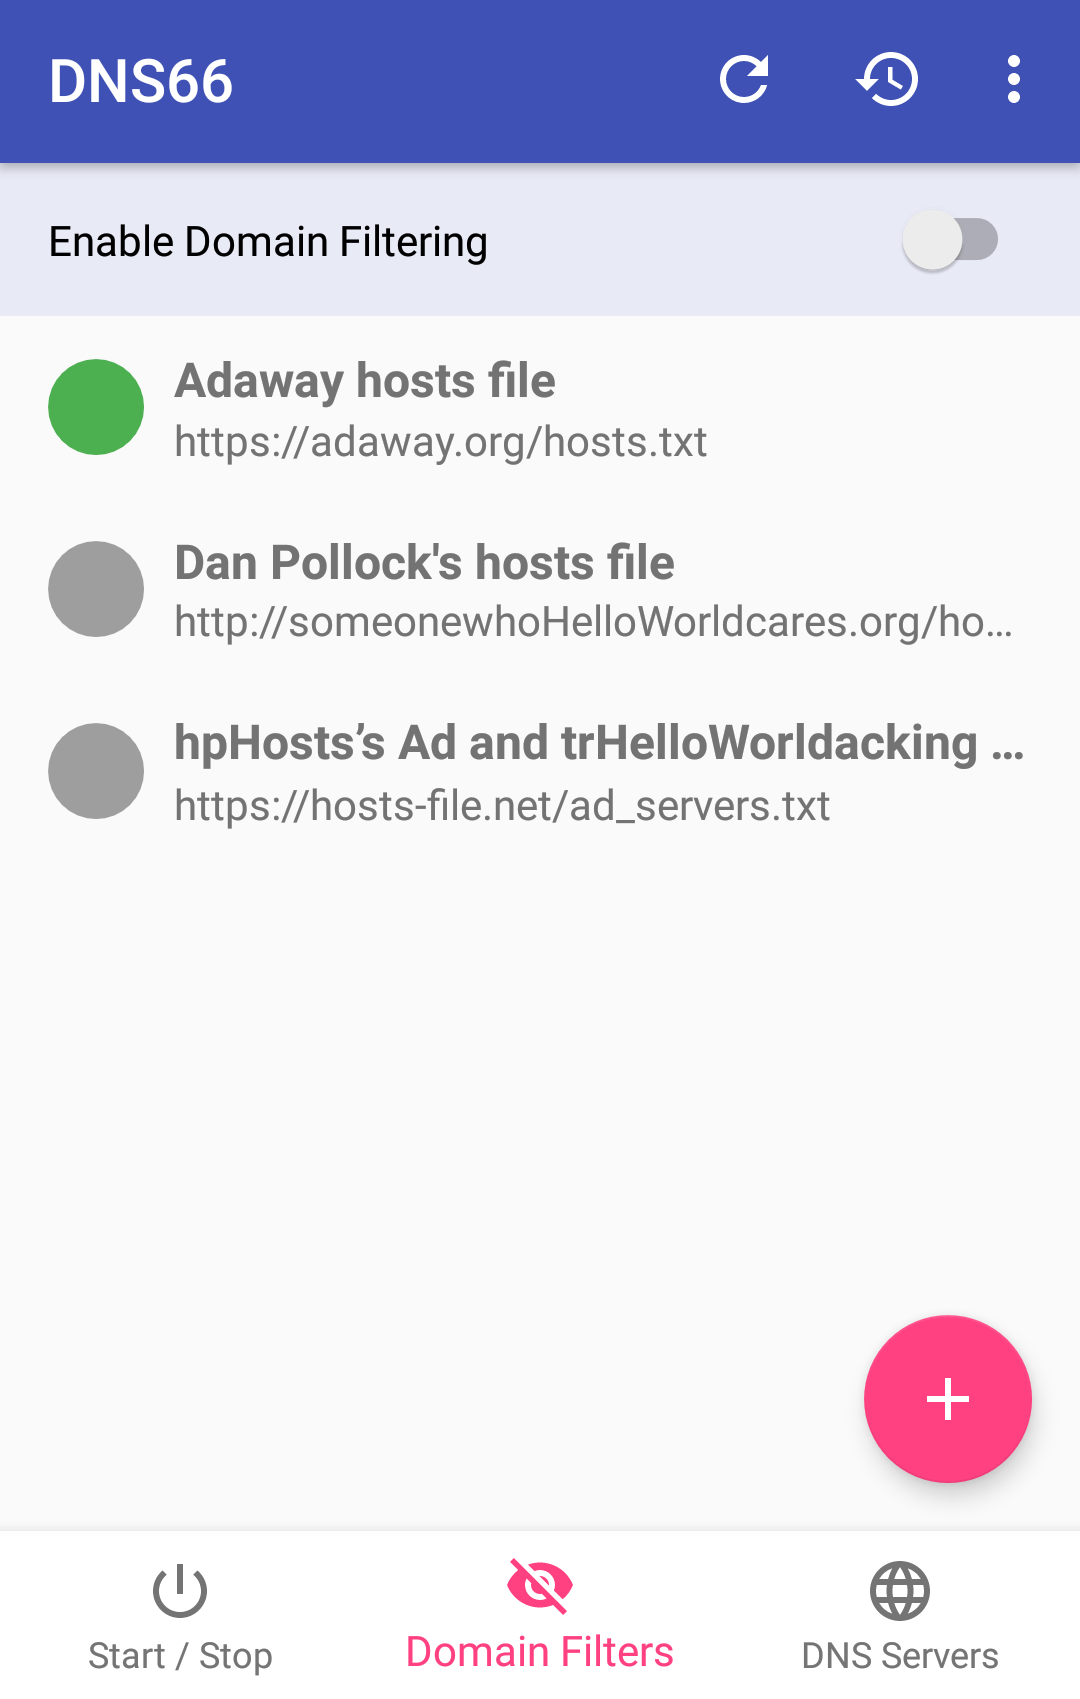 DNS66
Enable Domain Filtering
Adaway hosts file
https://adaway.org/hosts.txt
Dan Pollock's hosts file
http://someonewhoHelloWorldcares.org/ho…
hpHosts’s Ad and trHelloWorldacking …
https://hosts-file.net/ad_servers.txt
Start / Stop
Domain Filters
DNS Servers